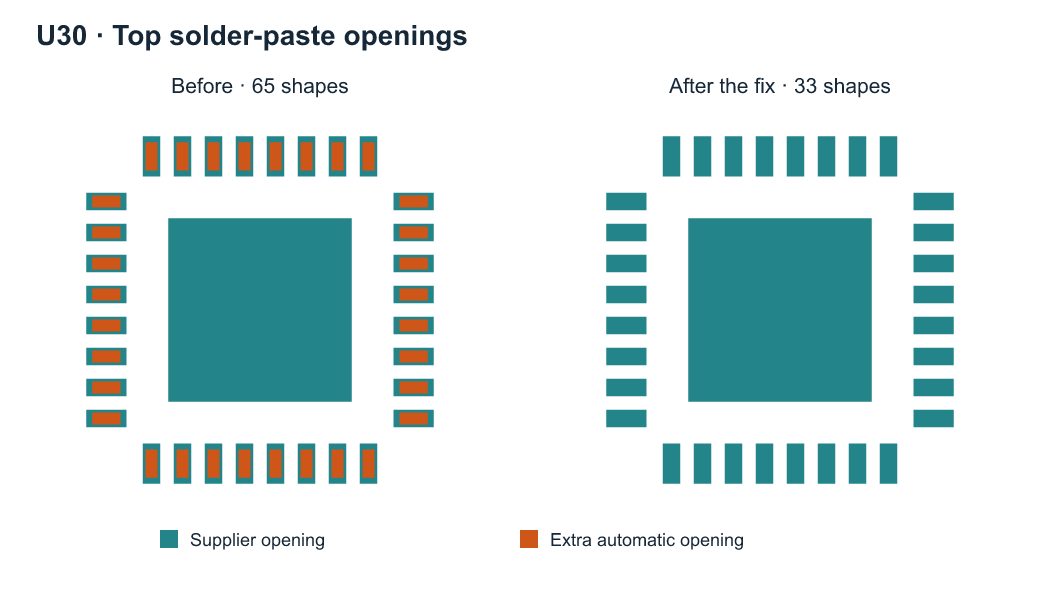 U30 · Top solder-paste openings
Before · 65 shapes
After the fix · 33 shapes
Supplier opening
Extra automatic opening